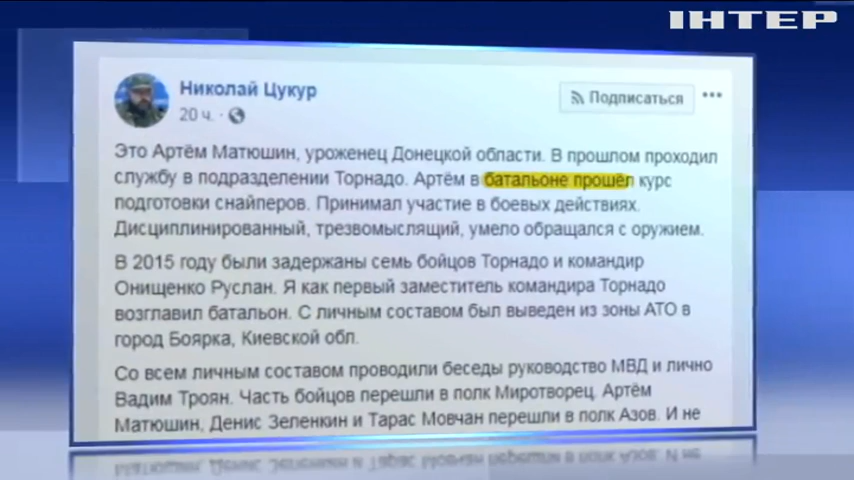 ІНТЕР
Николай Цукур
Подписаться
20 ч.
Это Артём Матюшин, уроженец Донецкой области. В прошлом проходил
службу в подразделении Торнадо. Артём в батальоне прошёл курс
подготовки снайперов. Принимал участие в боевых действиях.
Дисциплинированный, трезвомыслящий, умело обращался с оружием.
В 2015 году были задержаны семь бойцов Торнадо и командир
Онищенко Руслан. Я как первый заместитель командира Торнадо
возглавил батальон. С личным составом был выведен из зоны АТО в
город Боярка, Киевской обл.
Со всем личным составом проводили беседы руководство МВД и лично
Вадим Троян. Часть бойцов перешли в полк Миротворец. Артём
Матюшин, Денис Зеленкин и Тарас Мовчан перешли в полк Азов. И не